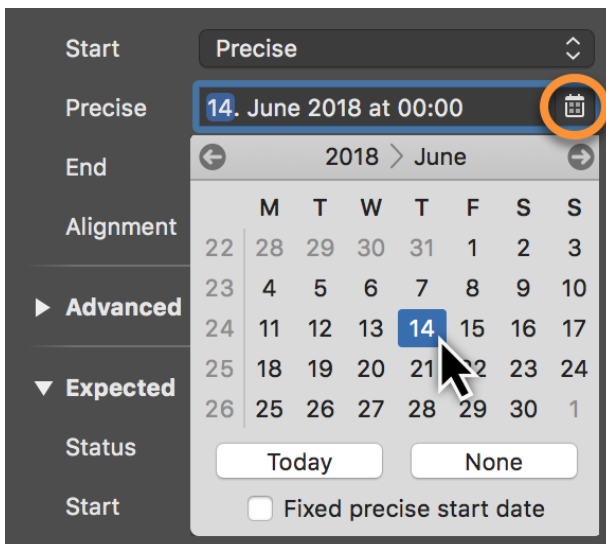 Start Precise
Precise 14. June 2018 at 00:00
End 2018 > June
M T W T F S S
Alignment
22 28 29 30 31 1 2 3
23 4 5 6 7 8 9 10
Advanced
24 11 12 13 14 15 16 17
25 18 19 20 21 22 23 24
Expected
26 25 26 27 28 29 30 1
Status Today None
Start Fixed precise start date